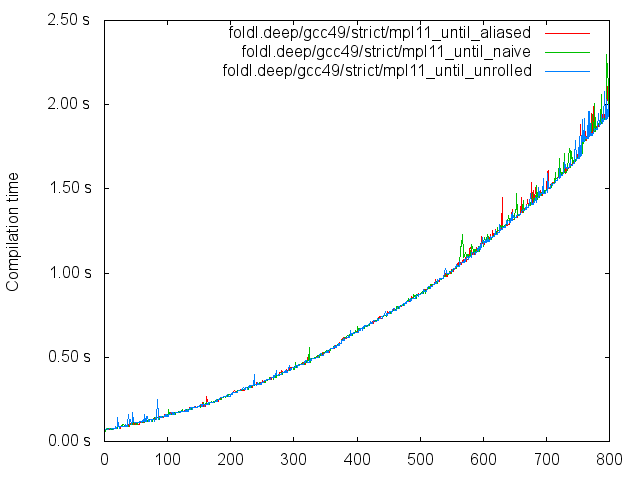 2.50 s
foldl.deep/gcc49/strict/mpl11_until_aliased
foldl.deep/gcc49/strict/mpl11_until_naive
foldl.deep/gcc49/strict/mpl11_until_unrolled
2.00 s
1.50 s
Compilation time
1.00 s
0.50 s
0.00 s
0 100 200 300 400 500 600 700 800